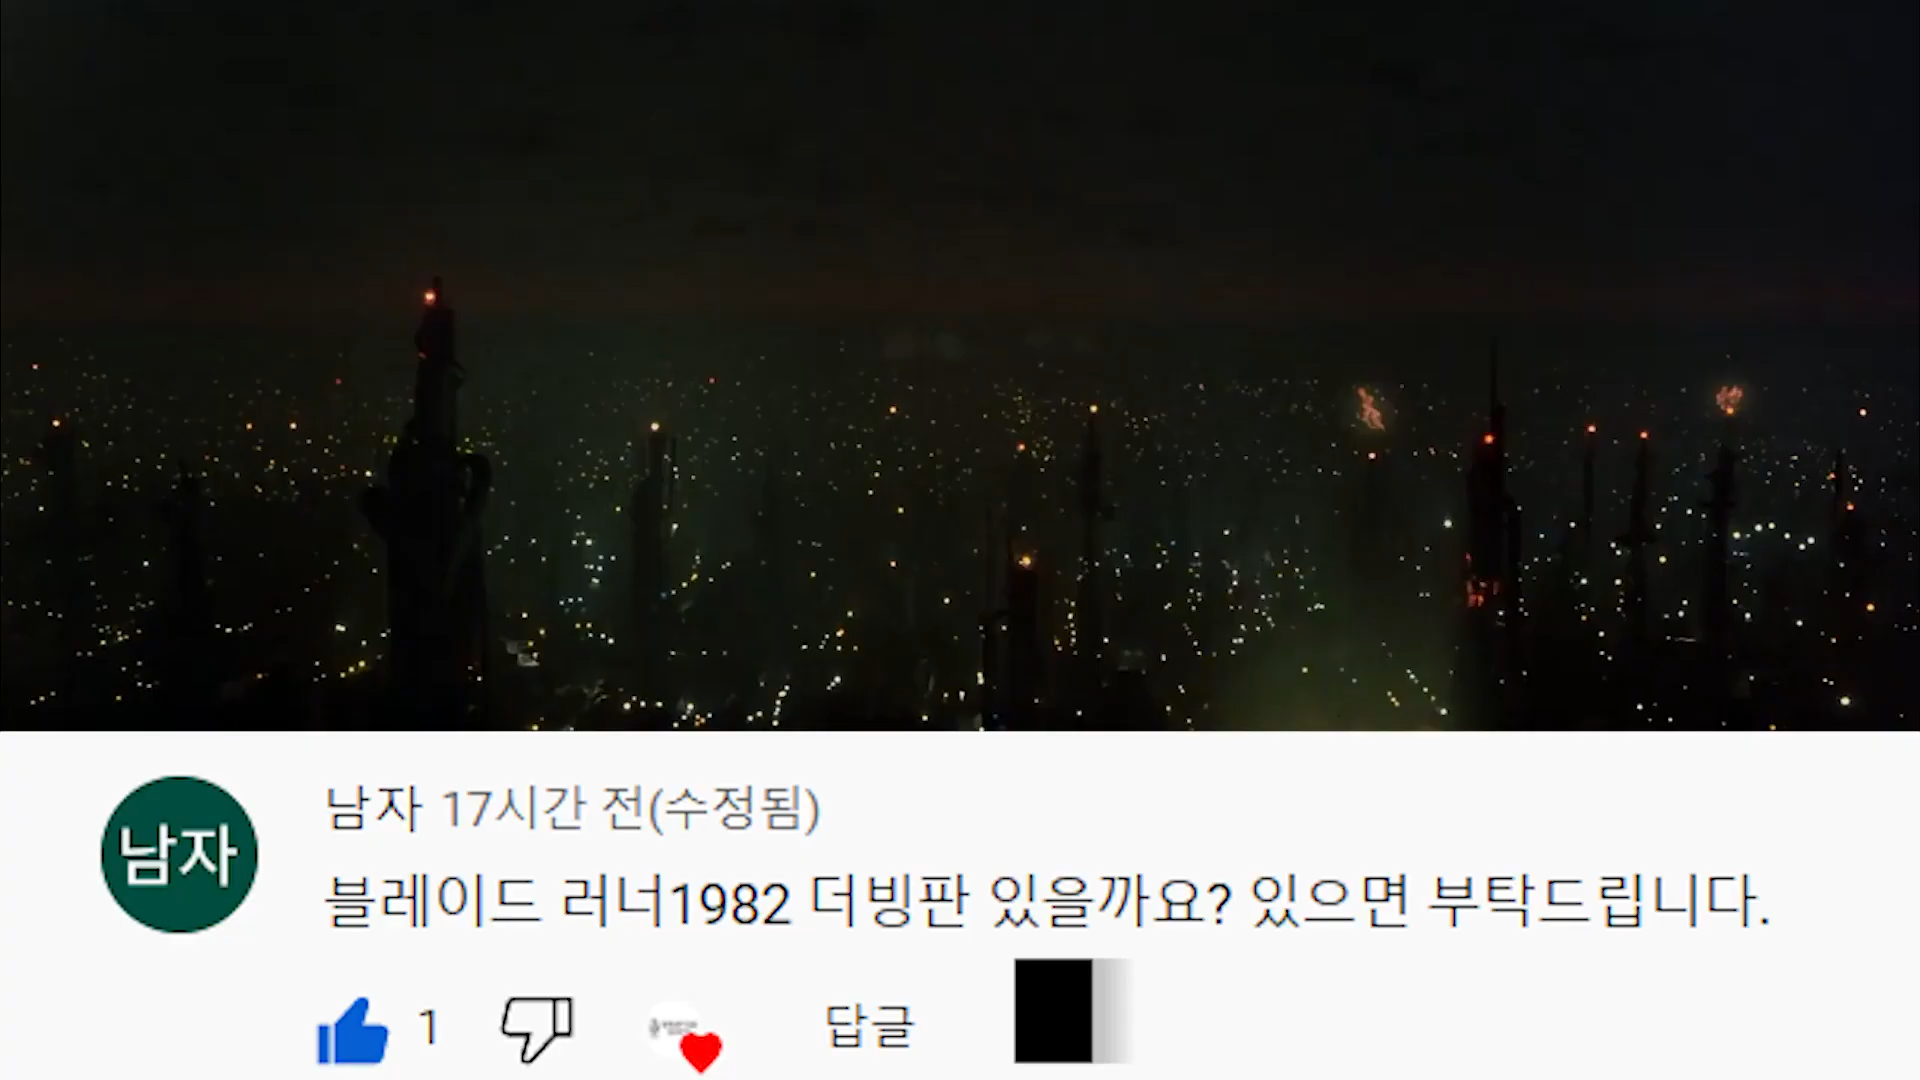 남자
남자 17시간 전(수정됨)
블레이드 러너1982 더빙판 있을까요? 있으면 부탁드립니다.
1
답글